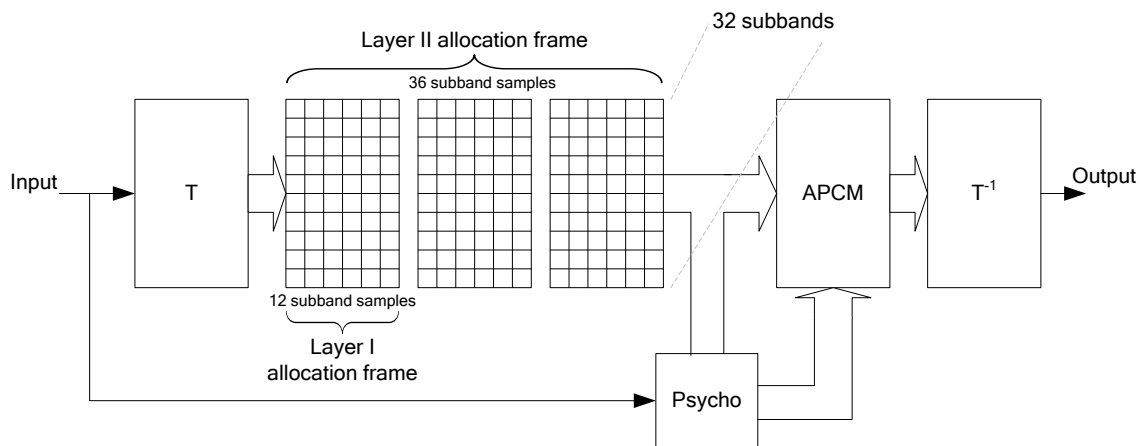 32 subbands
Layer II allocation frame
36 subband samples
Input
T
APCM
T-1
Output
12 subband samples
Layer I
allocation frame
Psycho